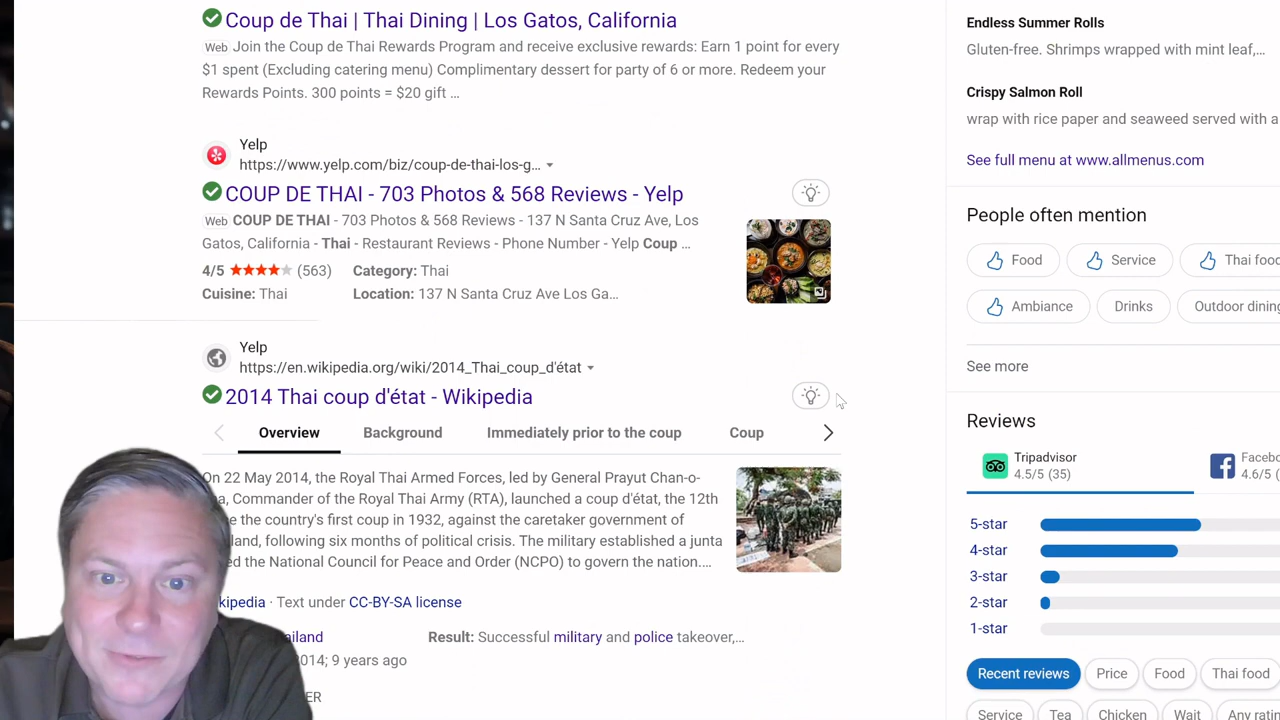 Coup de Thai | Thai Dining | Los Gatos, California
Web Join the Coup de Thai Rewards Program and receive exclusive rewards: Earn 1 point for every
$1 spent (Excluding catering menu) Complimentary dessert for party of 6 or more. Redeem your
Rewards Points. 300 points = $20 gift ...
Yelp
https://www.yelp.com/biz/coup-de-thai-los-g...
COUP DE THAI - 703 Photos & 568 Reviews - Yelp
Web COUP DE THAI - 703 Photos & 568 Reviews - 137 N Santa Cruz Ave, Los
Gatos, California - Thai - Restaurant Reviews - Phone Number - Yelp Coup ...
4/5 (563) Category: Thai
Cuisine: Thai Location: 137 N Santa Cruz Ave Los Ga...
Yelp
https://en.wikipedia.org/wiki/2014_Thai_coup_d'état
2014 Thai coup d'état - Wikipedia
Overview Background Immediately prior to the coup Coup
On 22 May 2014, the Royal Thai Armed Forces, led by General Prayut Chan-o-
a, Commander of the Royal Thai Army (RTA), launched a coup d'état, the 12th
e the country's first coup in 1932, against the caretaker government of
land, following six months of political crisis. The military established a junta
ed the National Council for Peace and Order (NCPO) to govern the nation....
kipedia · Text under CC-BY-SA license
ailand Result: Successful military and police takeover,...
014; 9 years ago
ER
Endless Summer Rolls
Gluten-free. Shrimps wrapped with mint leaf,...
Crispy Salmon Roll
wrap with rice paper and seaweed served with a
See full menu at www.allmenus.com
People often mention
Food Service Thai food
Ambiance Drinks Outdoor dining
See more
Reviews
Tripadvisor
4.5/5 (35)
Facebo
4.6/5 (
5-star
4-star
3-star
2-star
1-star
Recent reviews Price Food Thai food
Service Tea Chicken Wait Any ratin